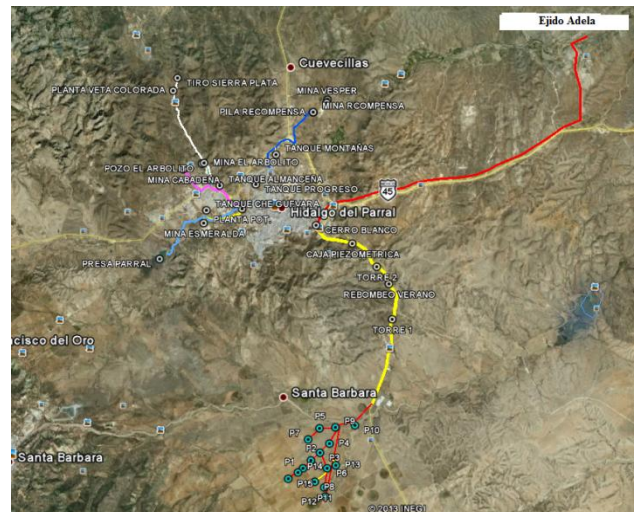 Ejido Adela
Cuevecillas
TIRO SIERRA PLATA
PLANTA VETA COLORADA
MINA VESPER
MINA RCOMPENSA
PILA RECOMPENSA
TANQUE MONTAÑAS
MINA EL ARBOLITO
POZO EL ARBOLITO
TANQUE ALMANCENA
MINA CABADENA
TANQUE PROGRESO
45
TANQUE CHE GUEVARA
Hidalgo del Parral
PLANTA POT.
CERRO BLANCO
MINA ESMERALDA
CAJA PIEZOMETRICA
PRESA PARRAL
TORRE 2
REBOMBEO VERANO
TORRE 1
ncisco del Oro
Santa Barbara
P5
P9
P10
P7
P4
P2
Santa Barbara
P3
P1
P14
P13
P6
P15
P8
P12
P11
© 2013 INEGI